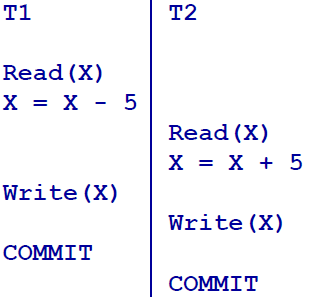 T1 T2
Read(X)
X = X - 5
Read(X)
X = X + 5
Write(X)
Write(X)
COMMIT
COMMIT